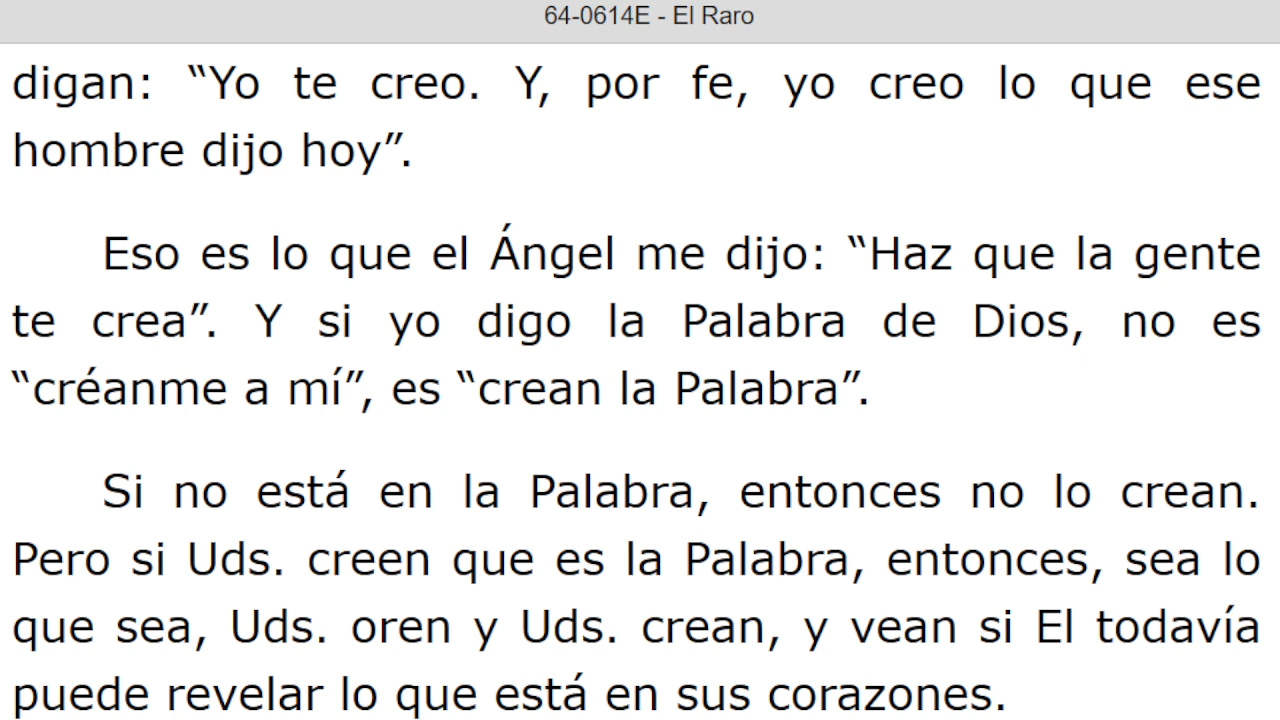 64-0614E - El Raro
digan: “Yo te creo. Y, por fe, yo creo lo que ese
hombre dijo hoy”.
Eso es lo que el Ángel me dijo: “Haz que la gente
te crea”. Y si yo digo la Palabra de Dios, no es
“créanme a mí”, es “crean la Palabra”.
Si no está en la Palabra, entonces no lo crean.
Pero si Uds. creen que es la Palabra, entonces, sea lo
que sea, Uds. oren y Uds. crean, y vean si El todavía
puede revelar lo que está en sus corazones.